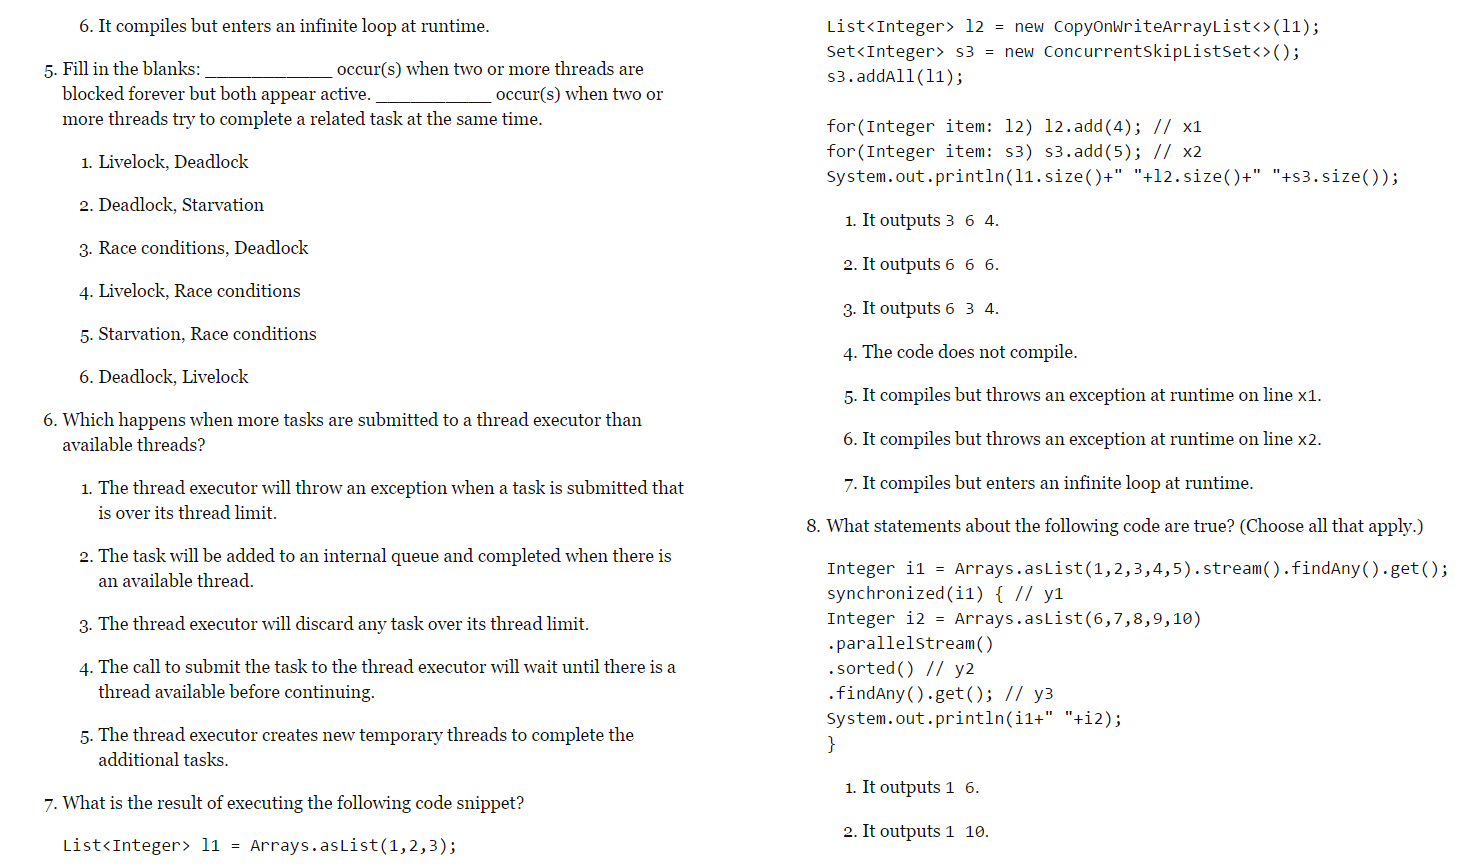 6. It compiles but enters an infinite loop at runtime.
5. Fill in the blanks: ____________ occur(s) when two or more threads are
blocked forever but both appear active. ____________ occur(s) when two or
more threads try to complete a related task at the same time.
1. Livelock, Deadlock
2. Deadlock, Starvation
3. Race conditions, Deadlock
4. Livelock, Race conditions
5. Starvation, Race conditions
6. Deadlock, Livelock
6. Which happens when more tasks are submitted to a thread executor than
available threads?
1. The thread executor will throw an exception when a task is submitted that
is over its thread limit.
2. The task will be added to an internal queue and completed when there is
an available thread.
3. The thread executor will discard any task over its thread limit.
4. The call to submit the task to the thread executor will wait until there is a
thread available before continuing.
5. The thread executor creates new temporary threads to complete the
additional tasks.
7. What is the result of executing the following code snippet?
List<Integer> l1 = Arrays.asList(1,2,3);
List<Integer> l2 = new CopyOnWriteArrayList<>(l1);
Set<Integer> s3 = new ConcurrentSkipListSet<>();
s3.addAll(l1);
for(Integer item: l2) l2.add(4); // x1
for(Integer item: s3) s3.add(5); // x2
System.out.println(l1.size()+" "+l2.size()+" "+s3.size());
1. It outputs 3 6 4.
2. It outputs 6 6 6.
3. It outputs 6 3 4.
4. The code does not compile.
5. It compiles but throws an exception at runtime on line x1.
6. It compiles but throws an exception at runtime on line x2.
7. It compiles but enters an infinite loop at runtime.
8. What statements about the following code are true? (Choose all that apply.)
Integer i1 = Arrays.asList(1,2,3,4,5).stream().findAny().get();
synchronized(i1) { // y1
Integer i2 = Arrays.asList(6,7,8,9,10)
.parallelStream()
.sorted() // y2
.findAny().get(); // y3
System.out.println(i1+" "+i2);
}
1. It outputs 1 6.
2. It outputs 1 10.